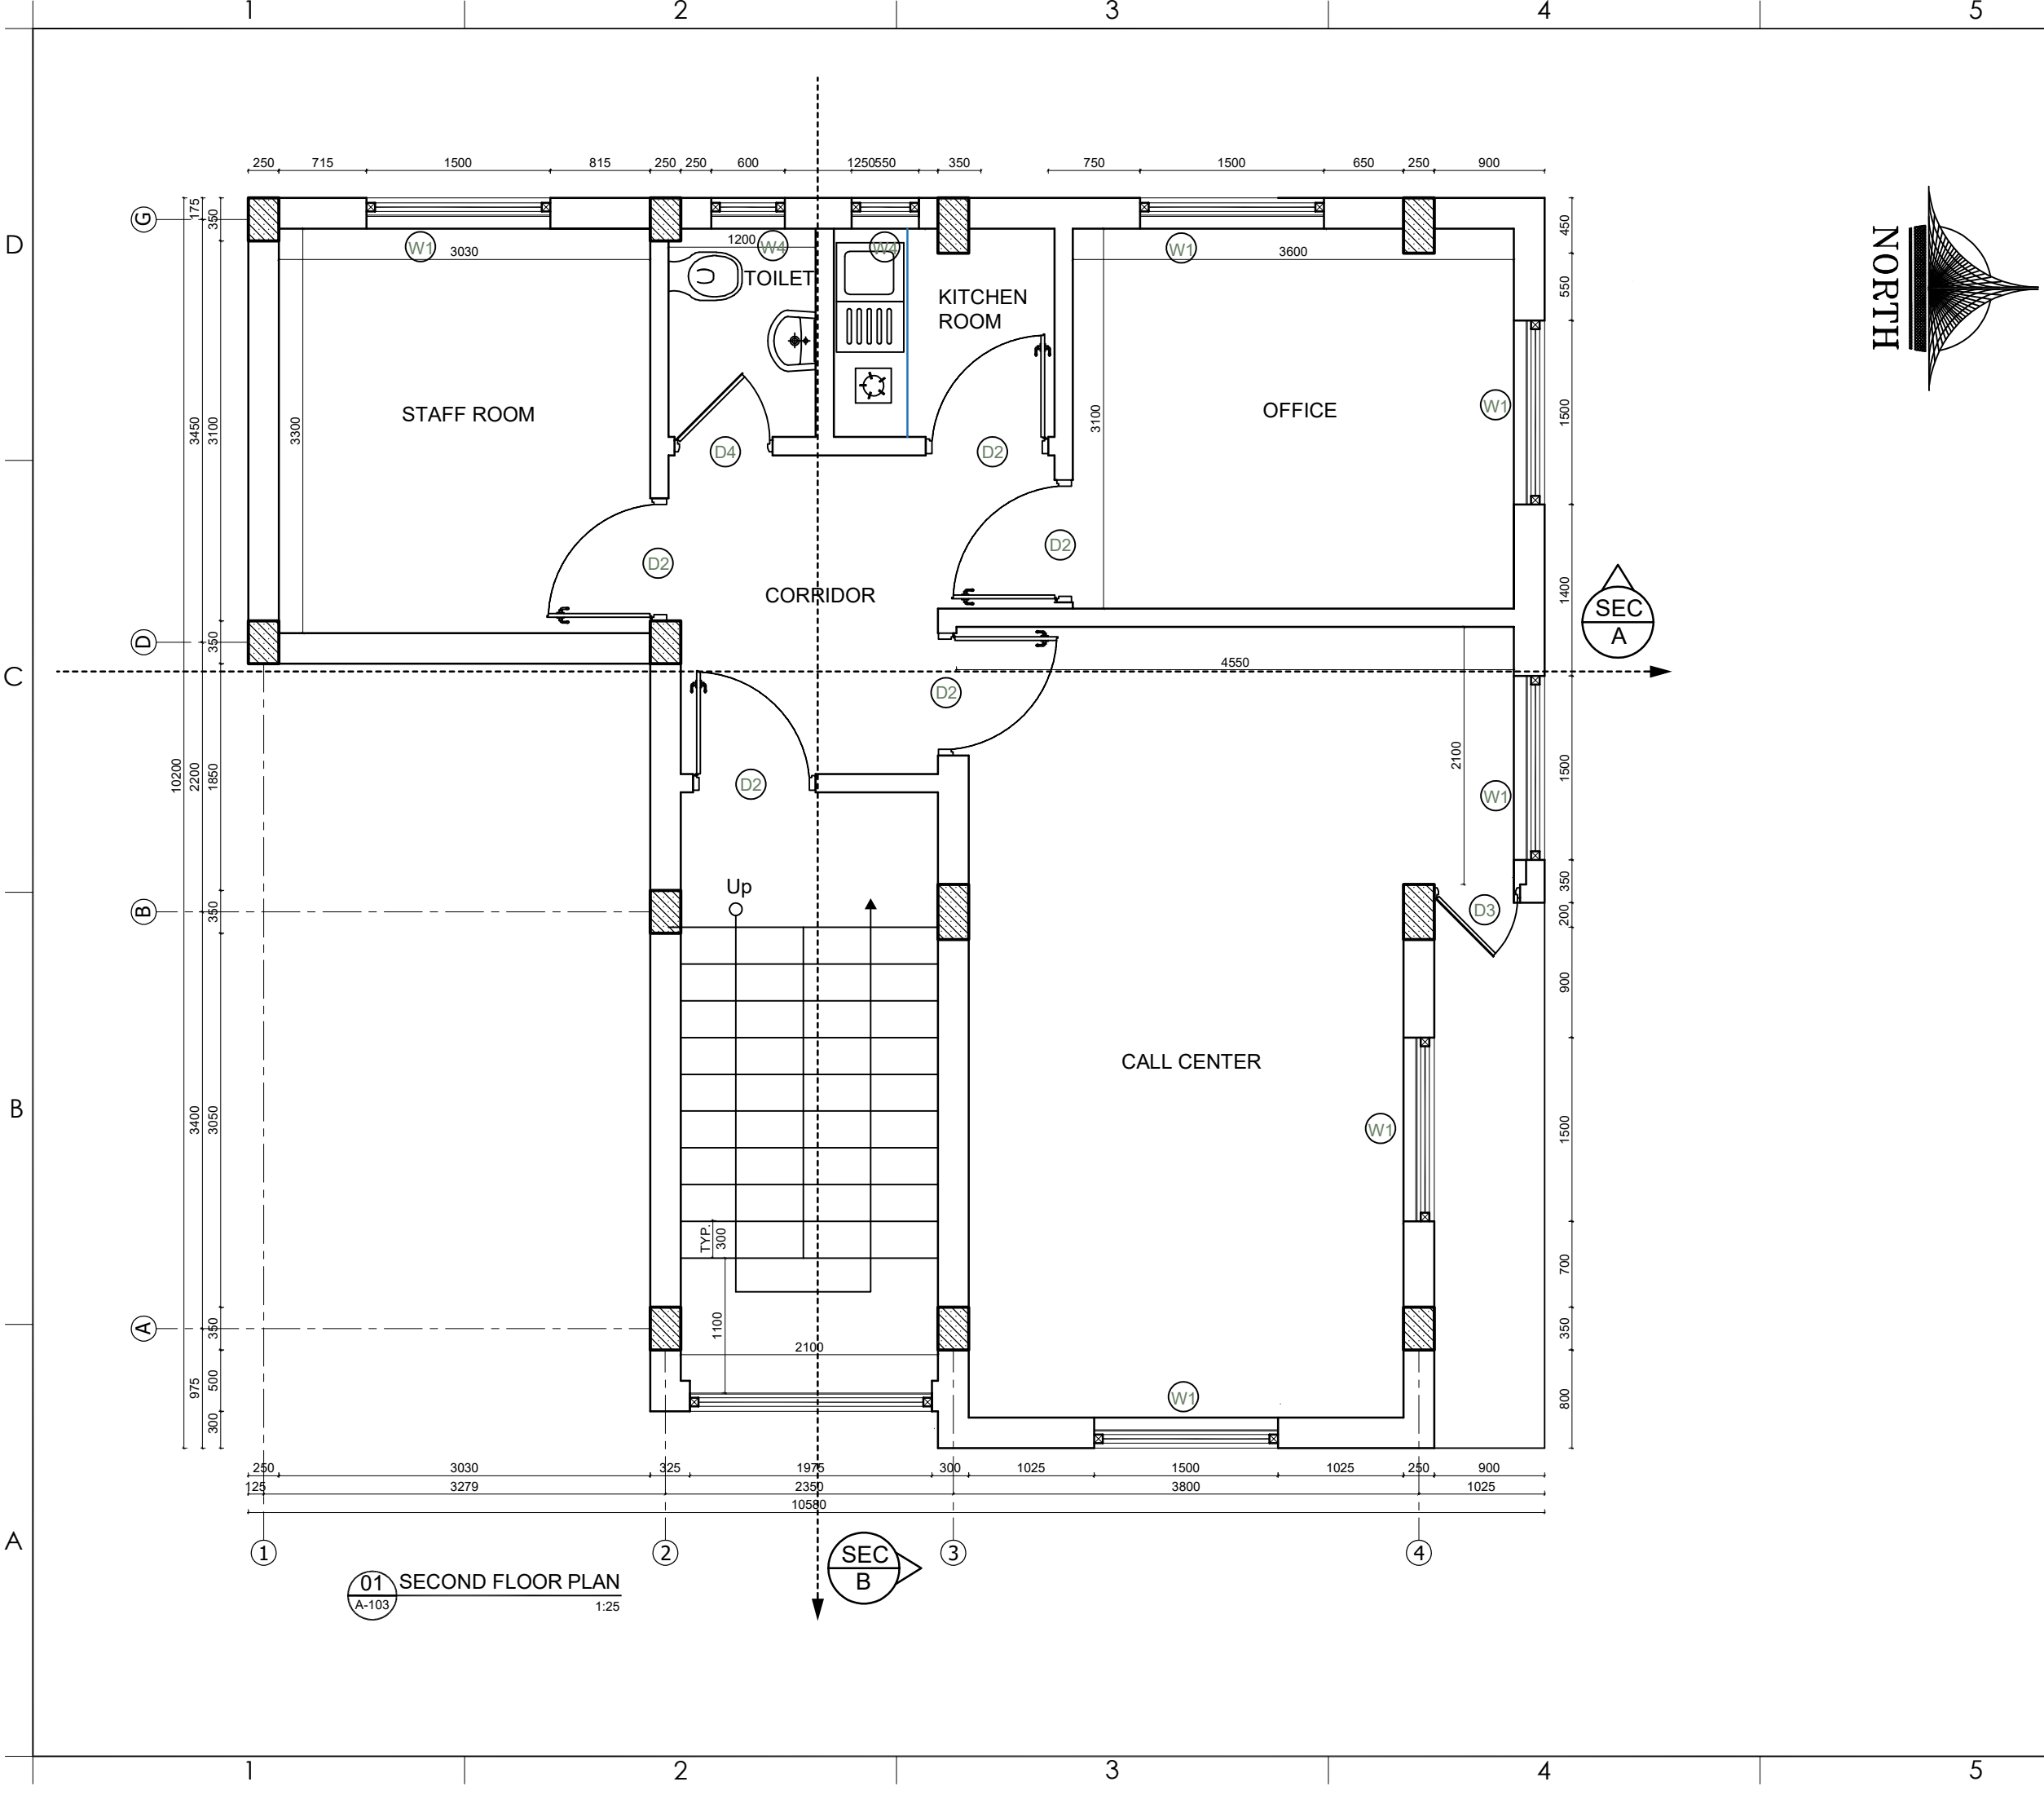 1 2 3 4 5
250 715 1500 815 250 250 600 1250 550 350 750 1500 650 250 900
G
175
350
450
D
W1
3030
1200
W4
W4
W1
3600
NORTH
TOILET
550
KITCHEN
ROOM
STAFF ROOM
OFFICE
W1
3450
3100
3300
3100
1500
D4
D2
D2
D2
CORRIDOR
1400
SEC
A
D
350
4550
C
D2
D2
W1
10200
2200
1850
2100
1500
Up
B
350
D3
350
200
900
CALL CENTER
B
3400
3050
W1
1500
TYP.
300
700
A
350
1100
2100
350
W1
975
500
300
800
250 3030 325 1975 300 1025 1500 1025 250 900
125 3279 2350 3800 1025
10580
A
1 2 3 4
SEC
B
01 SECOND FLOOR PLAN
A-103 1:25
1 2 3 4 5